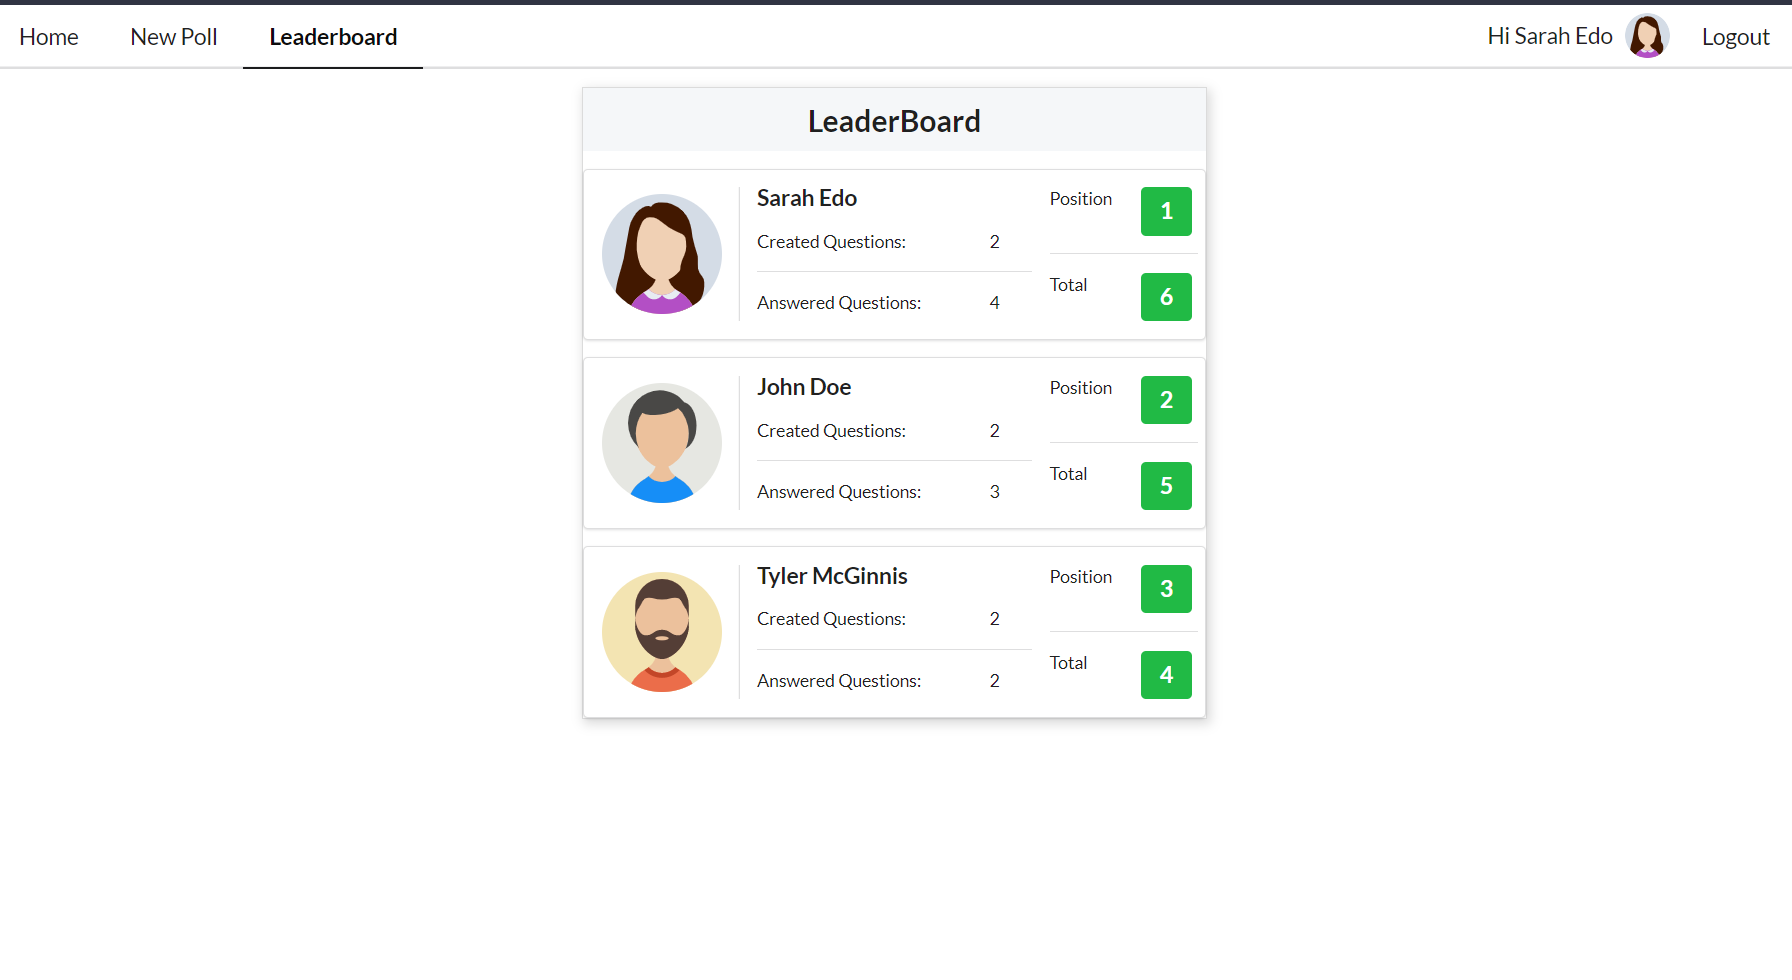 Home New Poll Leaderboard Hi Sarah Edo Logout
LeaderBoard
Sarah Edo
Position 1
Created Questions: 2
Total 6
Answered Questions: 4
John Doe
Position 2
Created Questions: 2
Total 5
Answered Questions: 3
Tyler McGinnis
Position 3
Created Questions: 2
Total 4
Answered Questions: 2